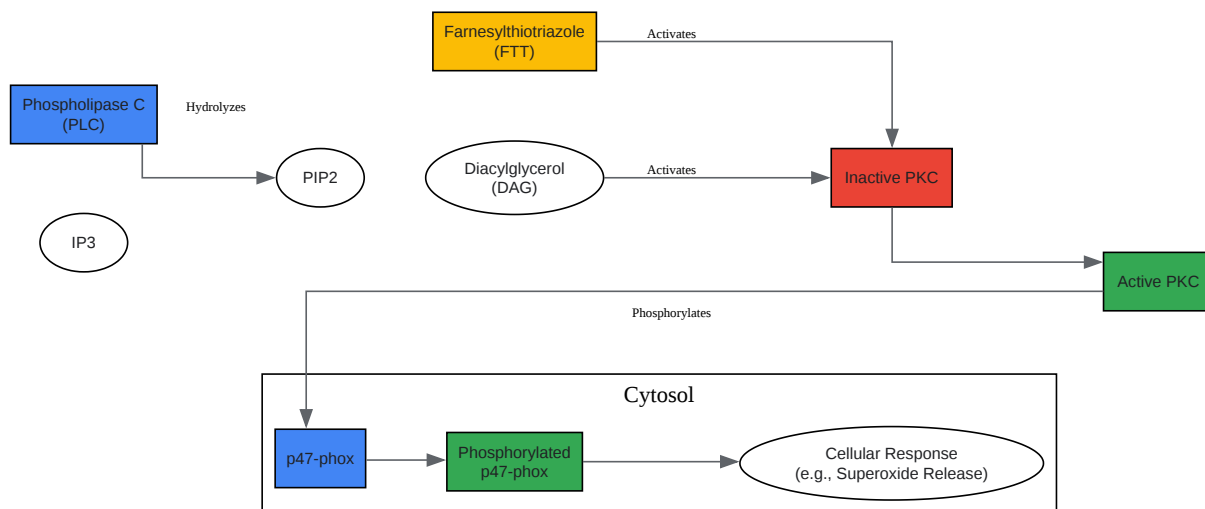 Farnesylthiotriazole
(FTT)
Activates
Phospholipase C
(PLC)
Hydrolyzes
PIP2
Diacylglycerol
(DAG)
Activates
Inactive PKC
IP3
Active PKC
Phosphorylates
Cytosol
p47-phox
Phosphorylated
p47-phox
Cellular Response
(e.g., Superoxide Release)